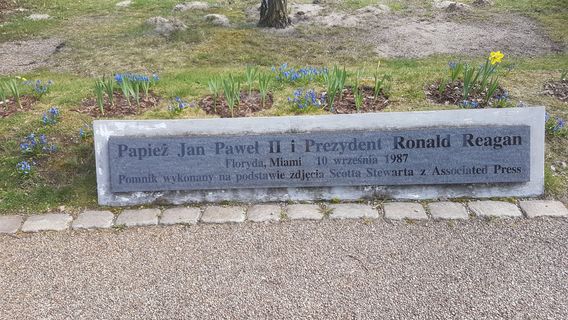 Papież Jan Paweł II i Prezydent Ronald Reagan
Floryda, Miami 10 września 1987
Pomnik wykonany na podstawie zdjęcia Scotta Stewarta z Associated Press